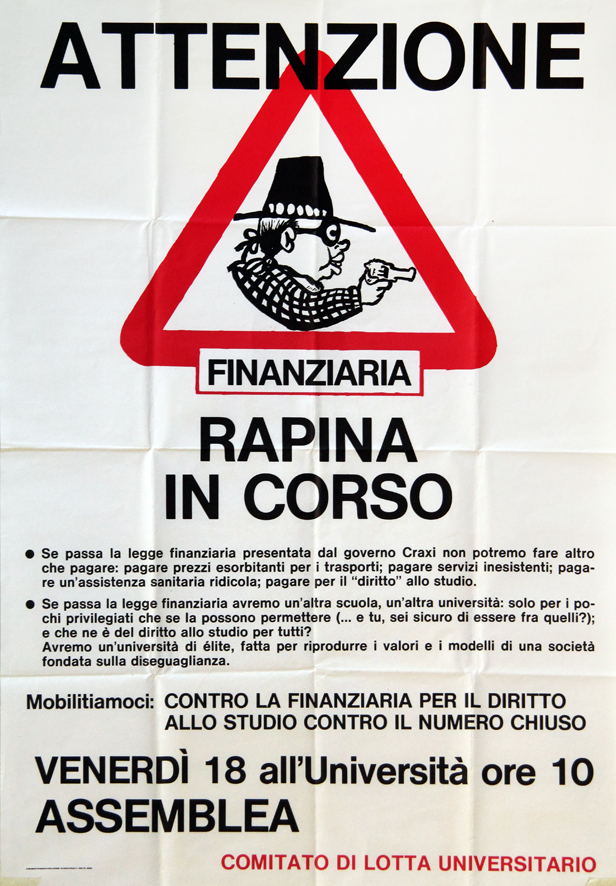 ATTENZIONE
FINANZIARIA
RAPINA
IN CORSO
● Se passa la legge finanziaria presentata dal governo Craxi non potremo fare altro
che pagare: pagare prezzi esorbitanti per i trasporti; pagare servizi inesistenti; paga-
re un'assistenza sanitaria ridicola; pagare per il "diritto" allo studio.
● Se passa la legge finanziaria avremo un'altra scuola, un'altra università: solo per i po-
chi privilegiati che se la possono permettere (... e tu, sei sicuro di essere fra quelli?);
e che ne è del diritto allo studio per tutti?
Avremo un'università di élite, fatta per riprodurre i valori e i modelli di una società
fondata sulla diseguaglianza.
Mobilitiamoci: CONTRO LA FINANZIARIA PER IL DIRITTO
ALLO STUDIO CONTRO IL NUMERO CHIUSO
VENERDÌ 18 all'Università ore 10
ASSEMBLEA
COMITATO DI LOTTA UNIVERSITARIO